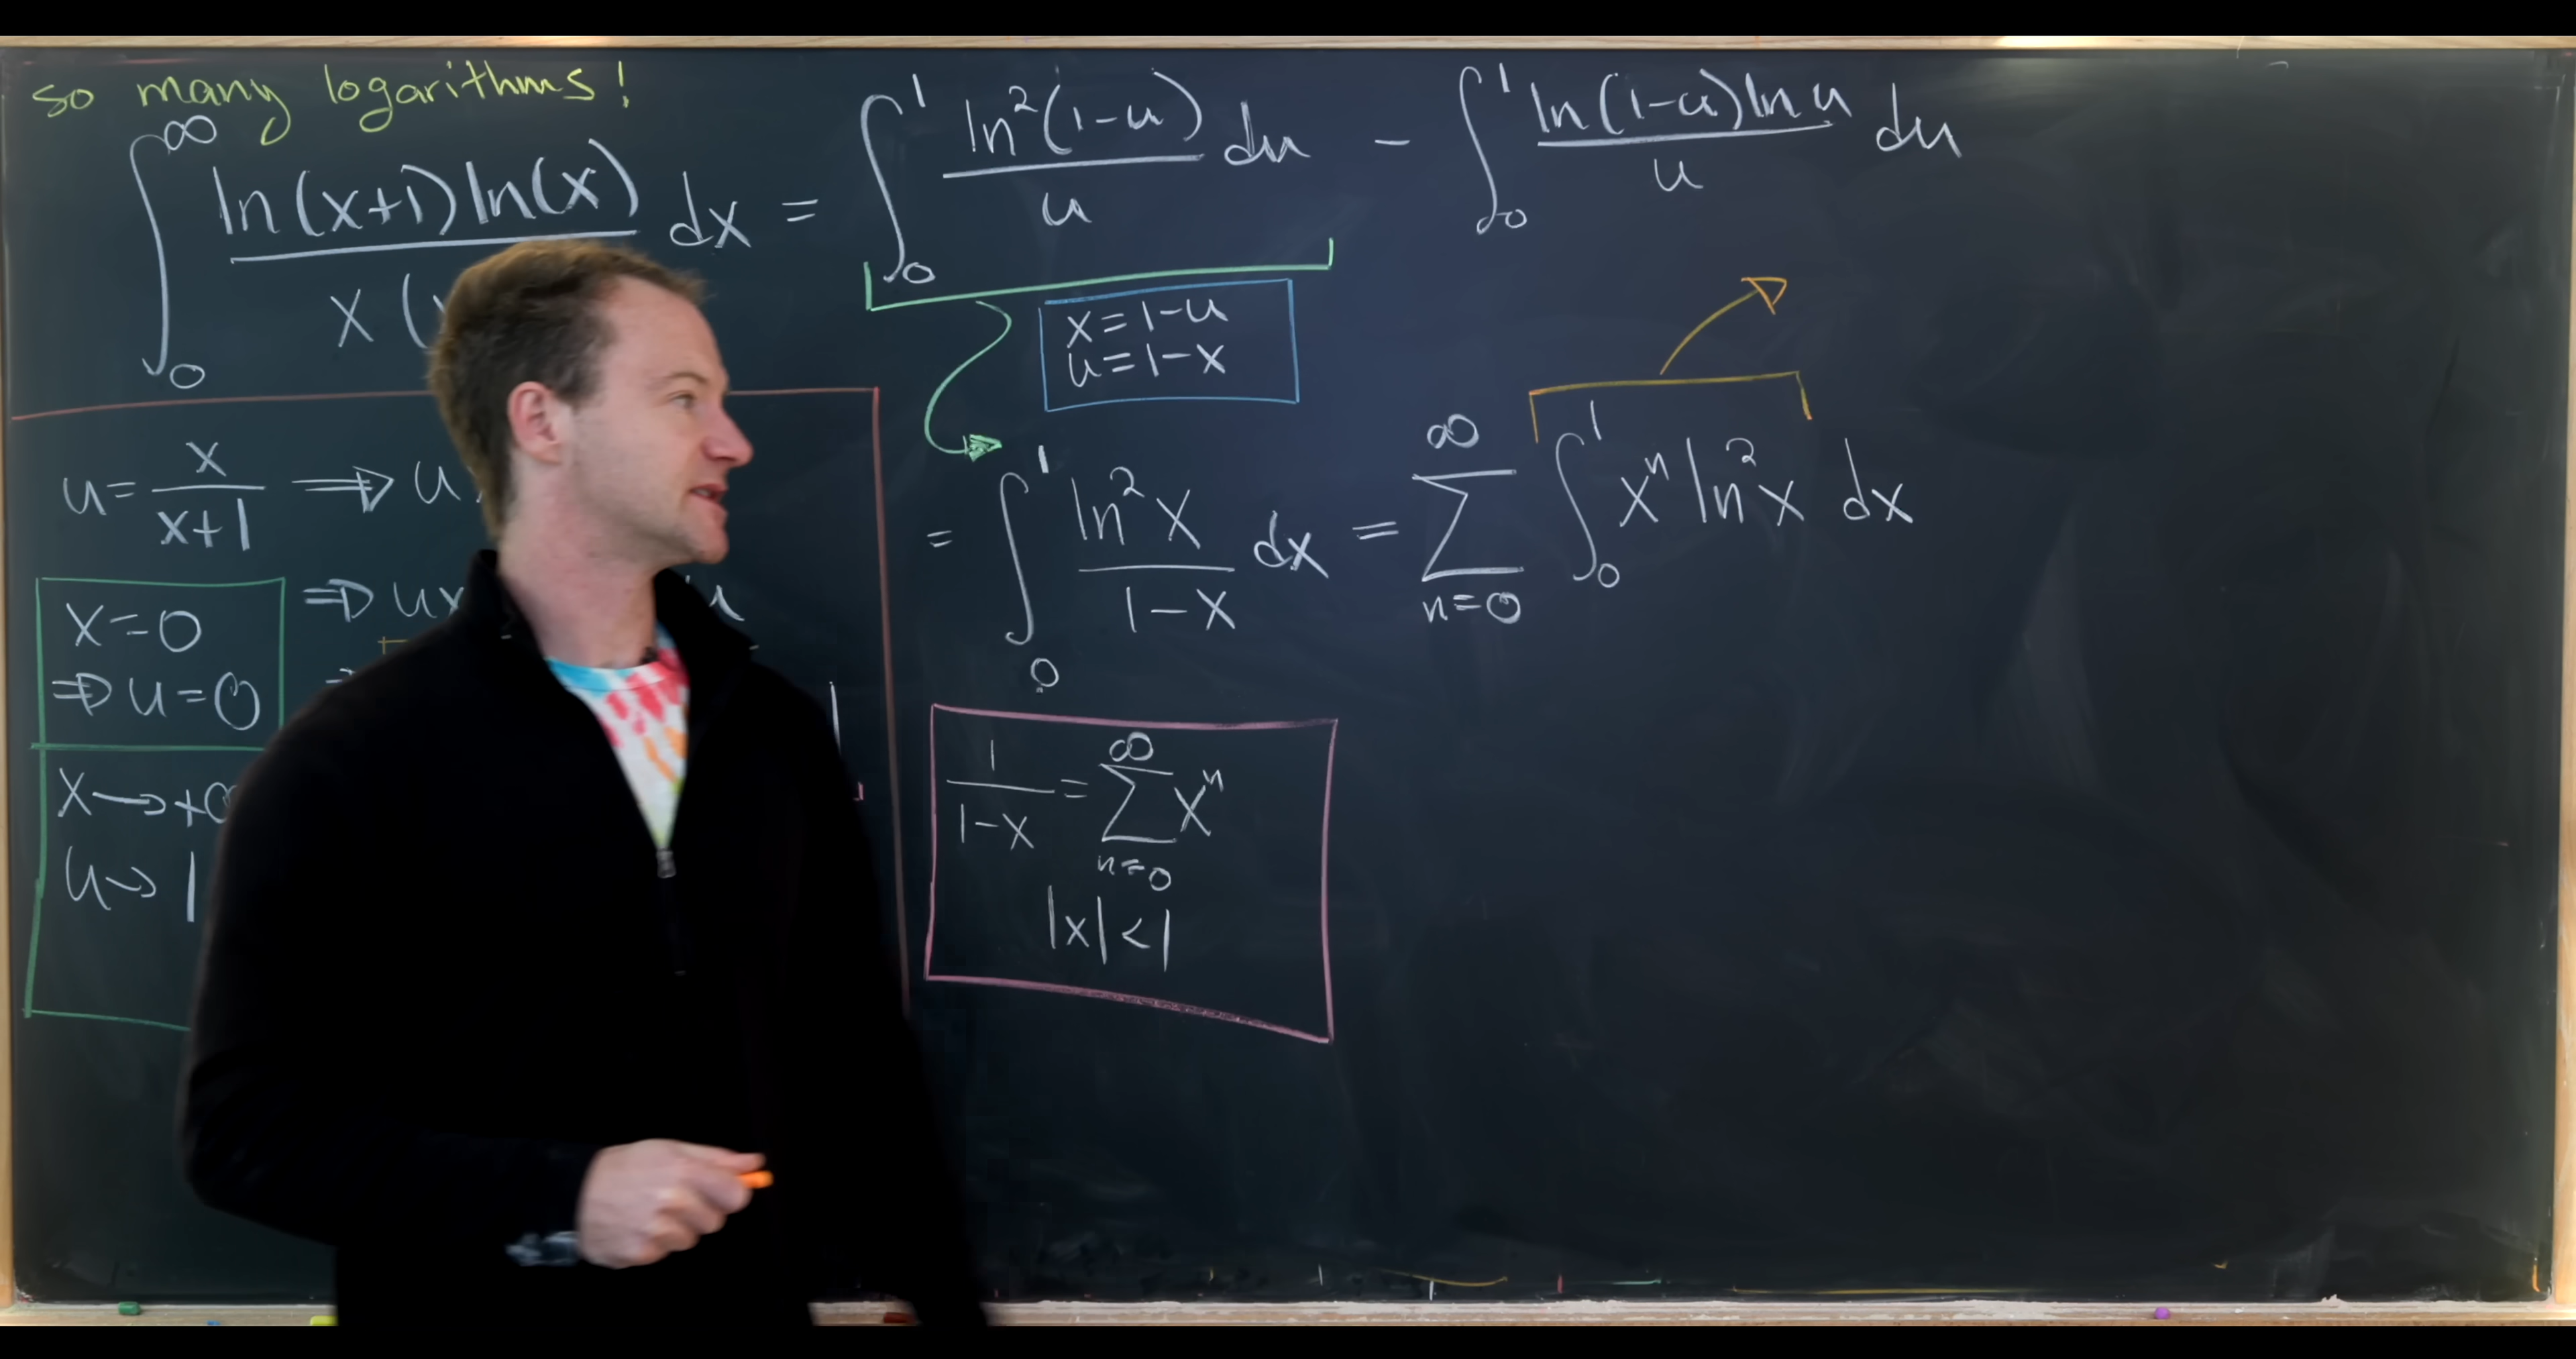 so many logarithms!
∫₀^∞ ln(x+1)ln(x) / x( dx = ∫₀¹ ln²(1-u)/u du - ∫₀¹ ln(1-u)ln u / u du
x=1-u
u=1-x
u= x/(x+1) ⟹ u
= ∫₀¹ ln²x/(1-x) dx = ∑_{n=0}^∞ ∫₀¹ xⁿ ln²x dx
x=0
⇒ u=0
⇒ ux
x→+∞
u→1
1/(1-x) = ∑_{n=0}^∞ xⁿ
|x|<1